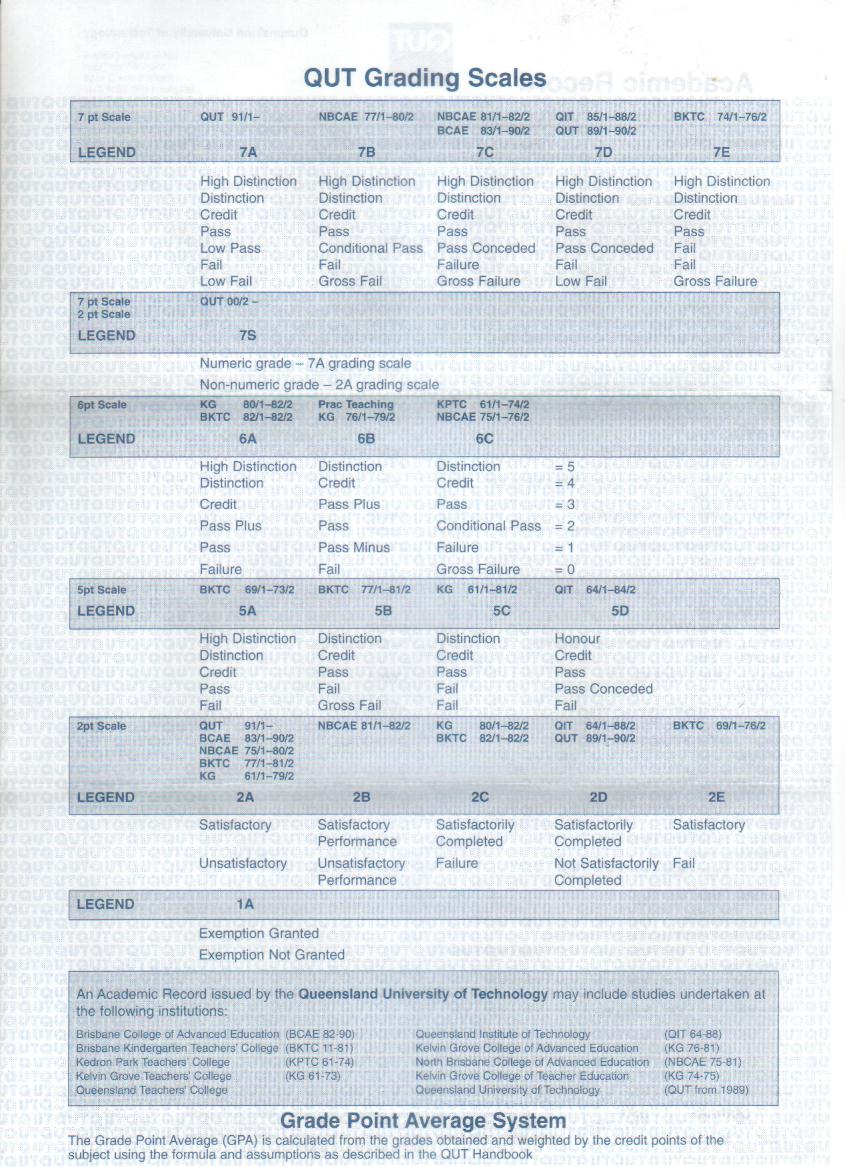 QUT Grading Scales
7 pt Scale QUT 91/1– NBCAE 77/1–80/2 NBCAE 81/1–82/2 QIT 85/1–88/2 BKTC 74/1–76/2
BCAE 83/1–90/2 QUT 89/1–90/2
LEGEND 7A 7B 7C 7D 7E
High Distinction High Distinction High Distinction High Distinction High Distinction
Distinction Distinction Distinction Distinction Distinction
Credit Credit Credit Credit Credit
Pass Pass Pass Pass Pass
Low Pass Conditional Pass Pass Conceded Pass Conceded Fail
Fail Fail Failure Fail Fail
Low Fail Gross Fail Gross Failure Low Fail Gross Failure
7 pt Scale QUT 00/2 –
2 pt Scale
LEGEND 7S
Numeric grade – 7A grading scale
Non-numeric grade – 2A grading scale
6pt Scale KG 80/1–82/2 Prac Teaching KPTC 61/1–74/2
BKTC 82/1–82/2 KG 76/1–79/2 NBCAE 75/1–76/2
LEGEND 6A 6B 6C
High Distinction Distinction Distinction = 5
Distinction Credit Credit = 4
Credit Pass Plus Pass = 3
Pass Plus Pass Conditional Pass = 2
Pass Pass Minus Failure = 1
Failure Fail Gross Failure = 0
5pt Scale BKTC 69/1–73/2 BKTC 77/1–81/2 KG 61/1–81/2 QIT 64/1–84/2
LEGEND 5A 5B 5C 5D
High Distinction Distinction Distinction Honour
Distinction Credit Credit Credit
Credit Pass Pass Pass
Pass Fail Fail Pass Conceded
Fail Gross Fail Fail Fail
2pt Scale QUT 91/1– NBCAE 81/1–82/2 KG 80/1–82/2 QIT 64/1–88/2 BKTC 69/1–76/2
BCAE 83/1–90/2 BKTC 82/1–82/2 QUT 89/1–90/2
NBCAE 75/1–80/2
BKTC 77/1–81/2
KG 61/1–79/2
LEGEND 2A 2B 2C 2D 2E
Satisfactory Satisfactory Satisfactorily Satisfactorily Satisfactory
Performance Completed Completed
Unsatisfactory Unsatisfactory Failure Not Satisfactorily Fail
Performance Completed
LEGEND 1A
Exemption Granted
Exemption Not Granted
An Academic Record issued by the Queensland University of Technology may include studies undertaken at
the following institutions:
Brisbane College of Advanced Education (BCAE 82-90) Queensland Institute of Technology (QIT 64-88)
Brisbane Kindergarten Teachers' College (BKTC 11-81) Kelvin Grove College of Advanced Education (KG 76-81)
Kedron Park Teachers' College (KPTC 61-74) North Brisbane College of Advanced Education (NBCAE 75-81)
Kelvin Grove Teachers' College (KG 61-73) Kelvin Grove College of Teacher Education (KG 74-75)
Queensland Teachers' College Queensland University of Technology (QUT from 1989)
Grade Point Average System
The Grade Point Average (GPA) is calculated from the grades obtained and weighted by the credit points of the
subject using the formula and assumptions as described in the QUT Handbook